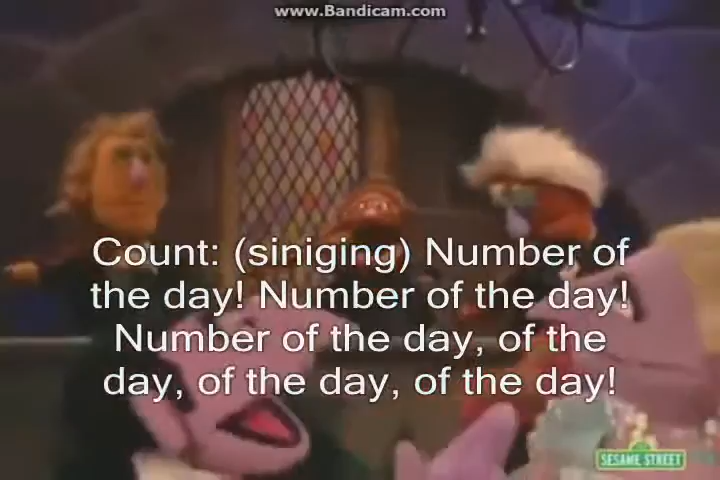 www.Bandicam.com
Count: (siniging) Number of
the day! Number of the day!
Number of the day, of the
day, of the day, of the day!
SESAME STREET